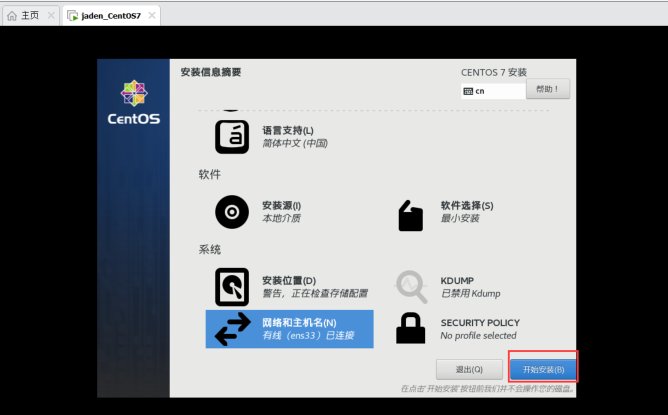 主页
jaden_CentOS7
安装信息摘要
CENTOS 7 安装
cn
帮助！
CentOS
语言支持(L)
简体中文 (中国)
软件
安装源(I)
本地介质
软件选择(S)
最小安装
系统
安装位置(D)
警告，正在检查存储配置
KDUMP
已禁用 Kdump
网络和主机名(N)
有线（ens33）已连接
SECURITY POLICY
No profile selected
退出(Q)
开始安装(B)
在点击'开始安装'按钮前我们并不会操作您的磁盘。